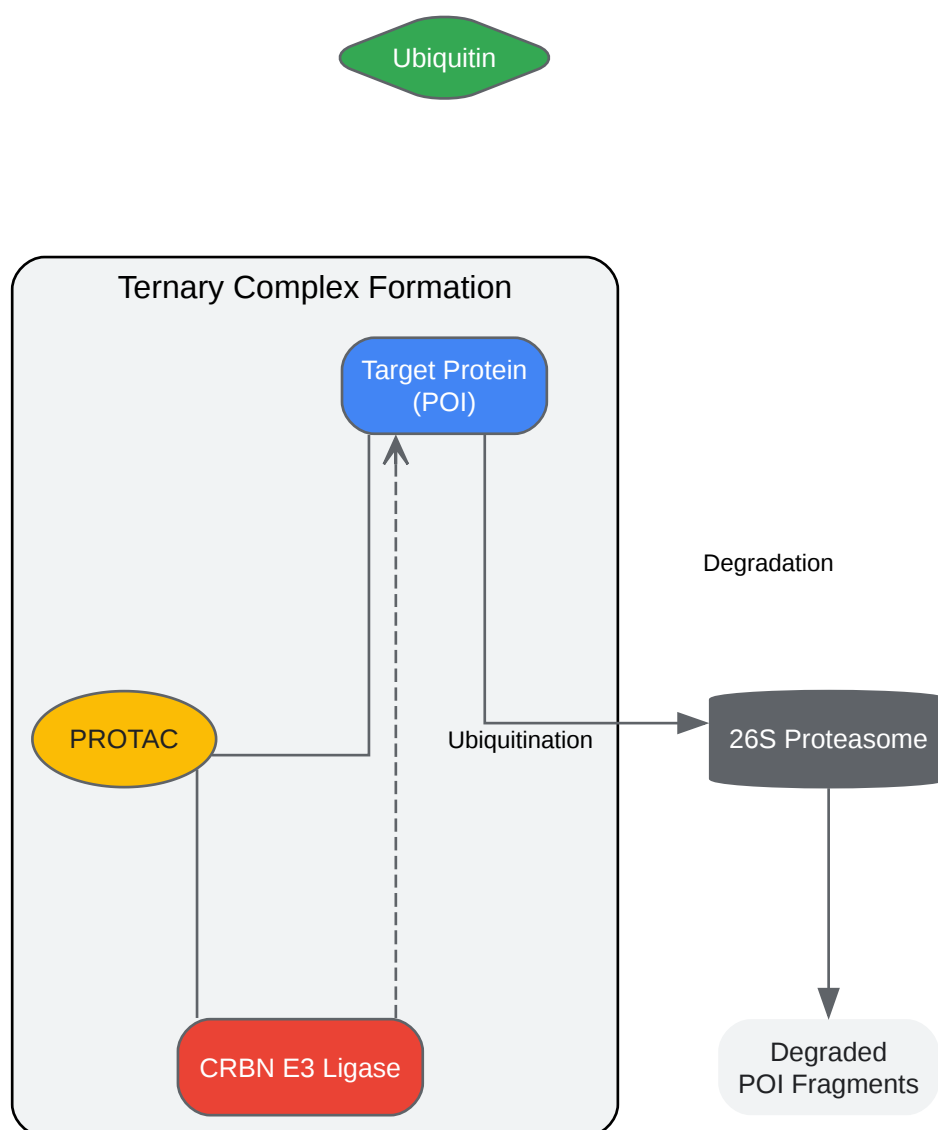 Ubiquitin
Ternary Complex Formation
Target Protein
(POI)
Degradation
PROTAC
Ubiquitination
26S Proteasome
CRBN E3 Ligase
Degraded
POI Fragments